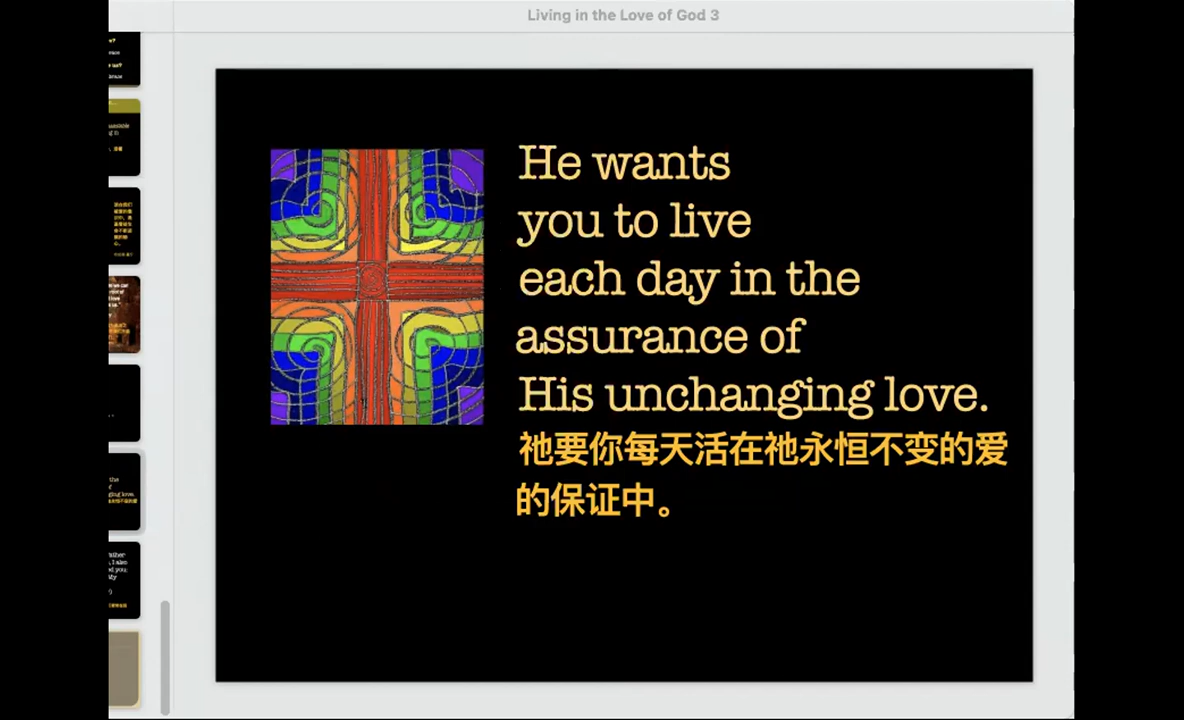 Living in the Love of God 3
He wants
you to live
each day in the
assurance of
His unchanging love.
祂要你每天活在祂永恒不变的爱
的保证中。